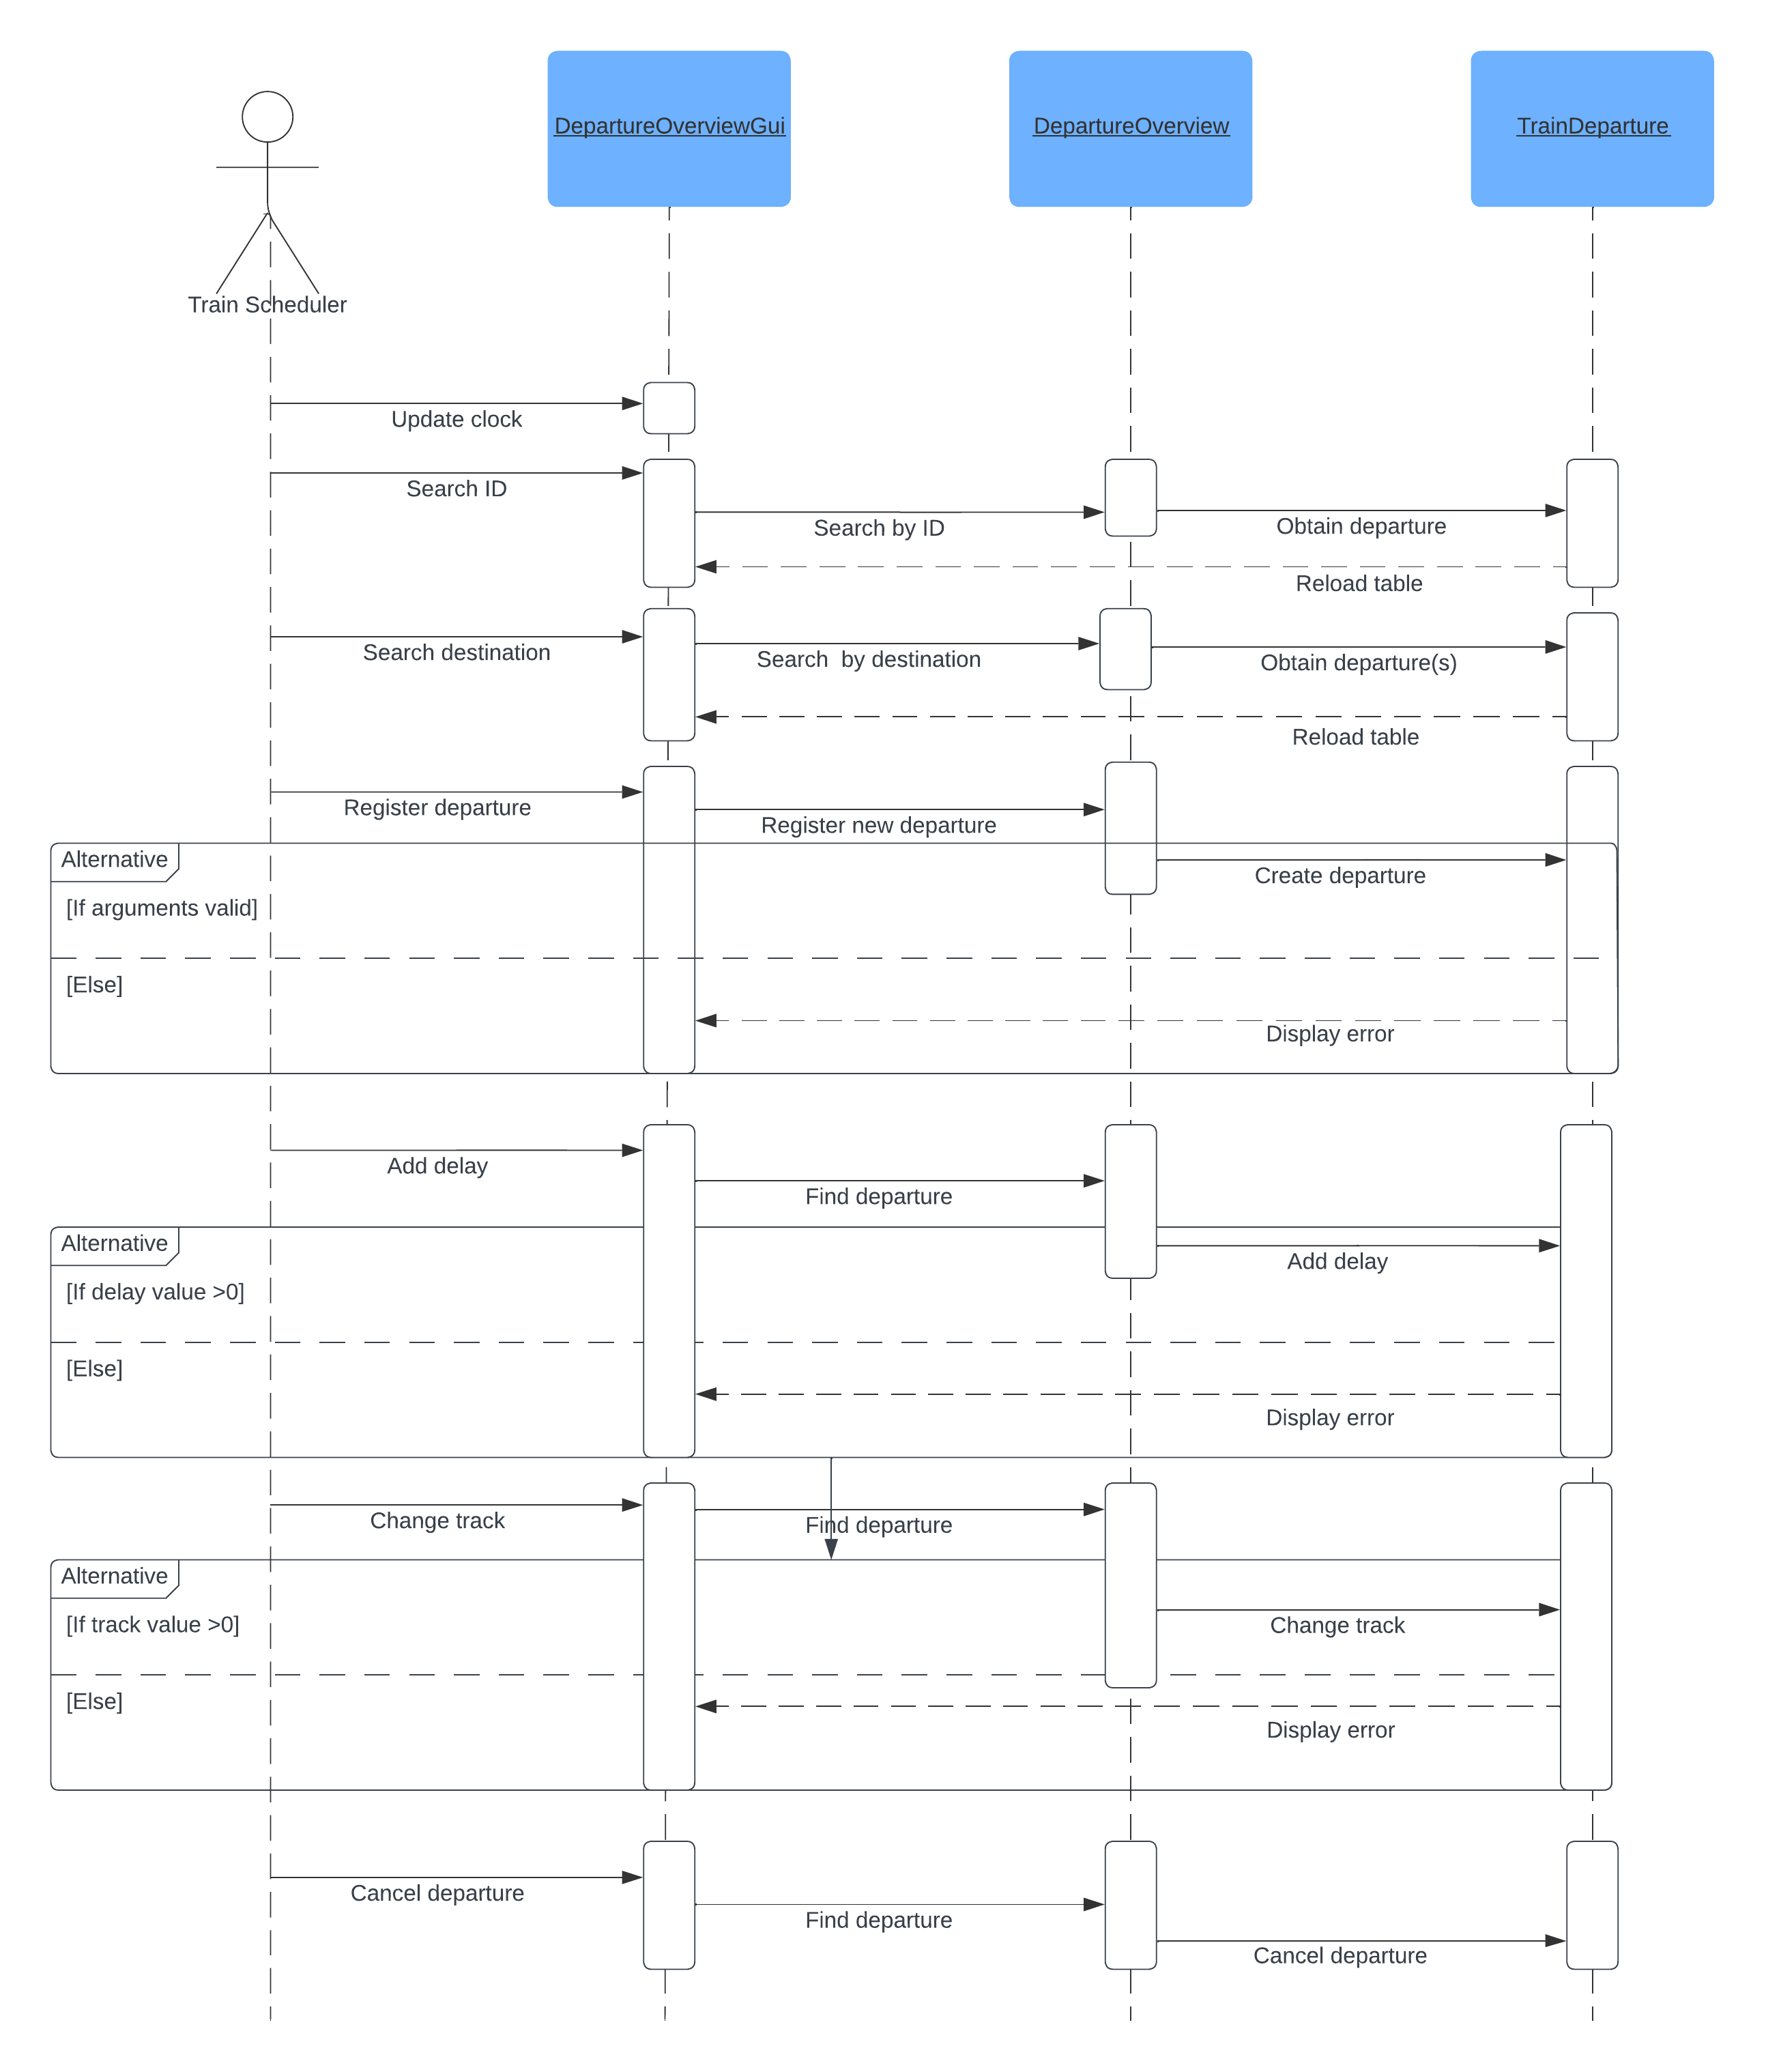 DepartureOverviewGui
DepartureOverview
TrainDeparture
Train Scheduler
Update clock
Search ID
Search by ID
Obtain departure
Reload table
Search destination
Search  by destination
Obtain departure(s)
Reload table
Register departure
Register new departure
Alternative
Create departure
[If arguments valid]
[Else]
Display error
Add delay
Find departure
Alternative
Add delay
[If delay value >0]
[Else]
Display error
Change track
Find departure
Alternative
[If track value >0]
Change track
[Else]
Display error
Cancel departure
Find departure
Cancel departure